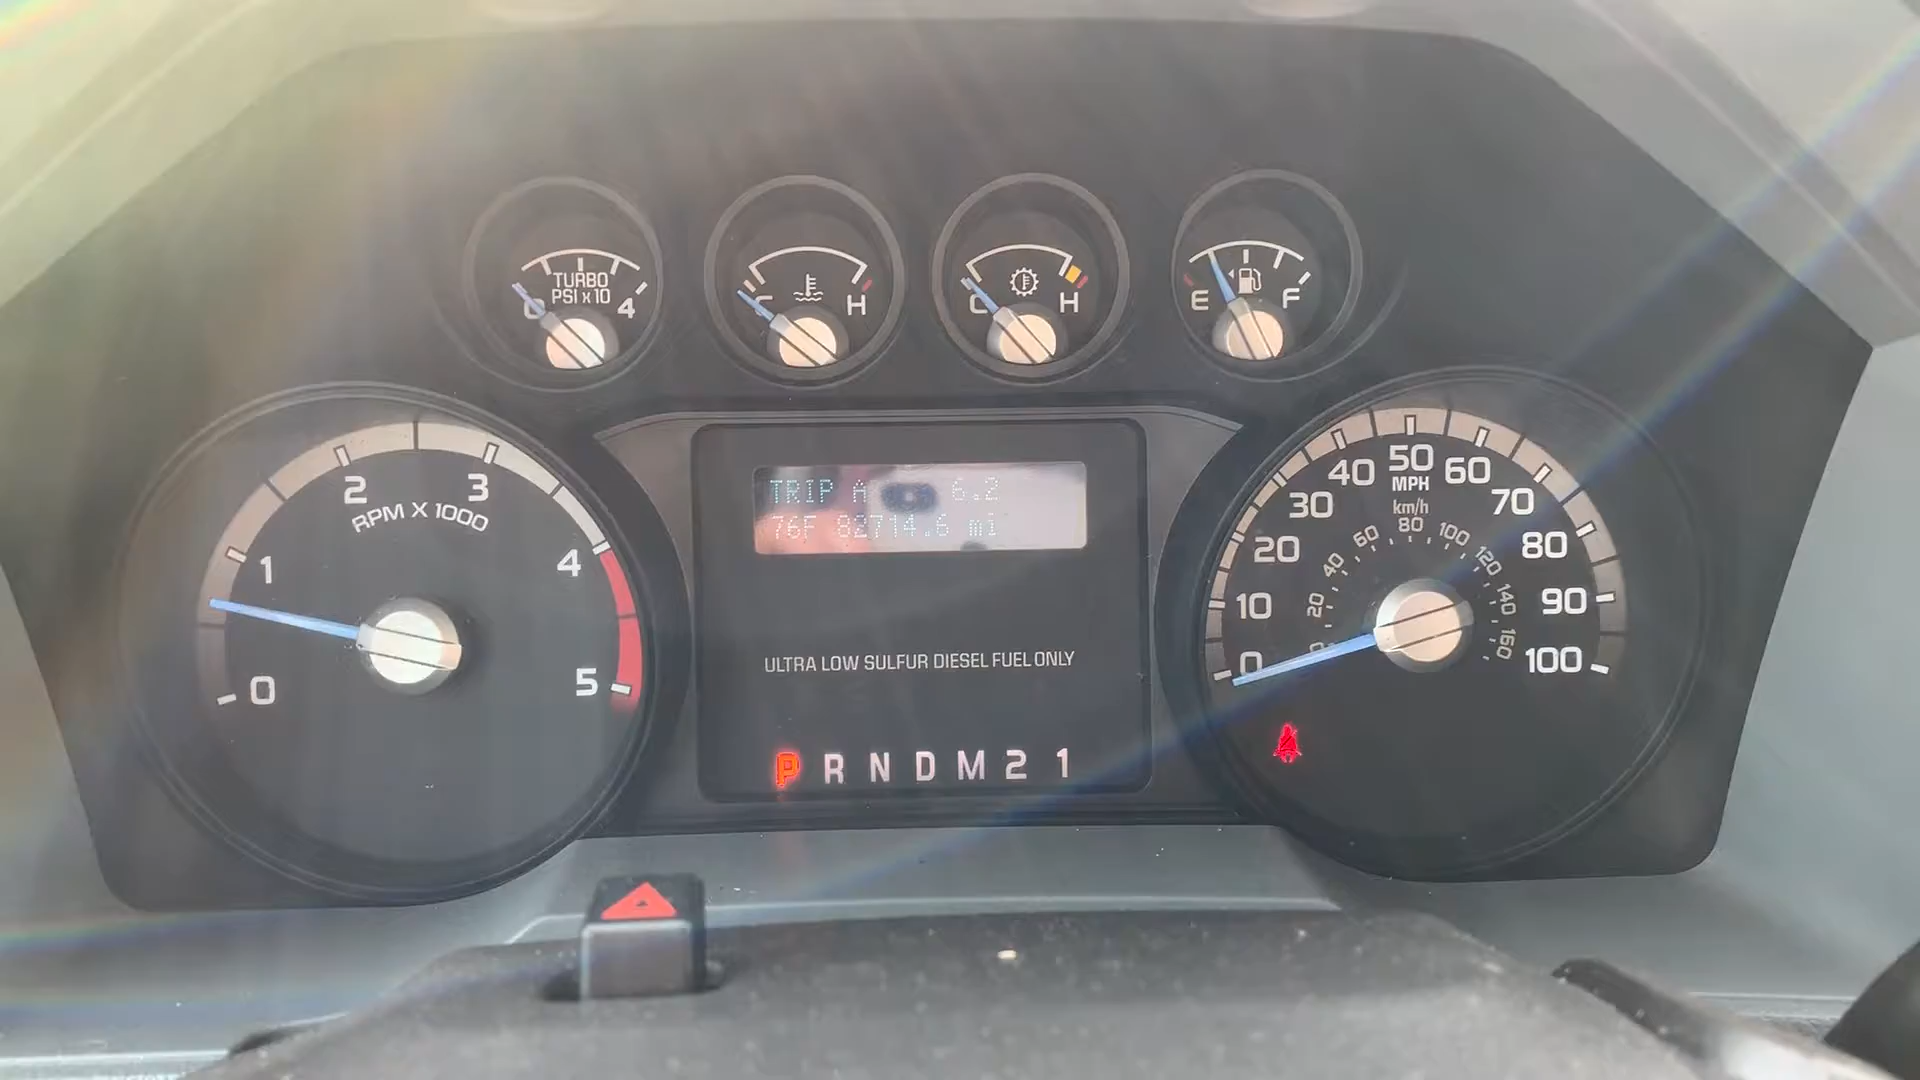 TURBO
PSI x 10
0 4
C H
C H
E F
0 1 2 3 4 5
RPM X 1000
TRIP A 6.2
76F 82714.6 mi
ULTRA LOW SULFUR DIESEL FUEL ONLY
P R N D M 2 1
0 10 20 30 40 50 60 70 80 90 100
MPH
km/h
0 20 40 60 80 100 120 140 160